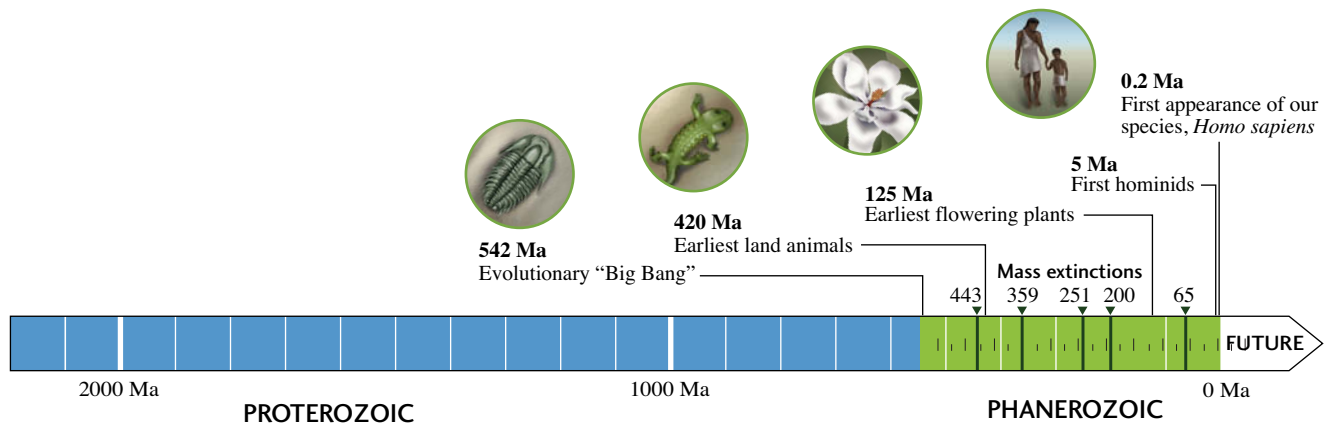 0.2 Ma
First appearance of our
species, Homo sapiens
5 Ma
First hominids
125 Ma
Earliest flowering plants
420 Ma
Earliest land animals
542 Ma
Evolutionary “Big Bang”
Mass extinctions
443 359 251 200 65
FUTURE
2000 Ma 1000 Ma 0 Ma
PROTEROZOIC PHANEROZOIC